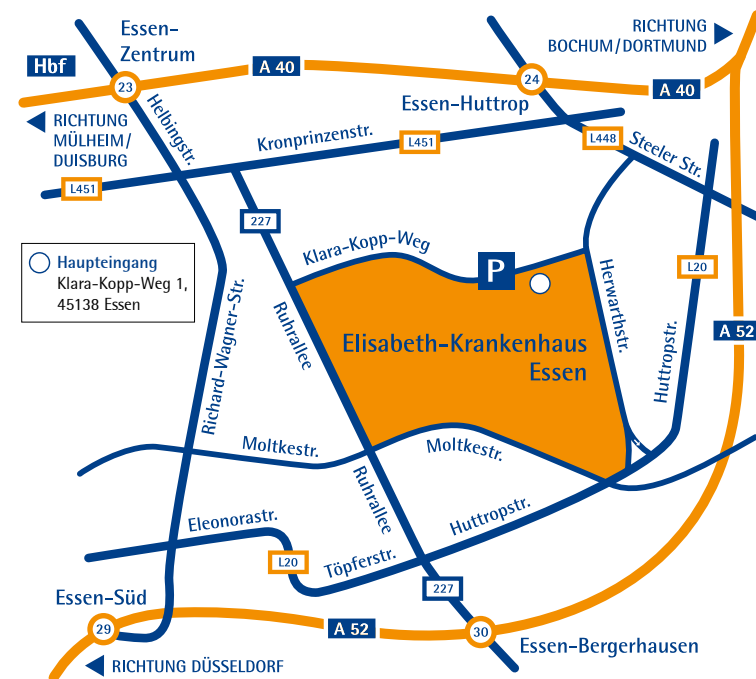 Essen-
Zentrum
RICHTUNG
BOCHUM/DORTMUND
Hbf
A 40
23
24
A 40
Essen-Huttrop
RICHTUNG
MÜLHEIM/
DUISBURG
Helbingstr.
Kronprinzenstr.
L451
L448
Steeler Str.
L451
227
Klara-Kopp-Weg
P
L20
Haupteingang
Klara-Kopp-Weg 1,
45138 Essen
Herwarthstr.
Ruhrallee
Richard-Wagner-Str.
Elisabeth-Krankenhaus
Essen
Huttropstr.
A 52
Moltkestr.
Moltkestr.
Ruhrallee
Eleonorastr.
Huttropstr.
L20
Töpferstr.
227
Essen-Süd
29
A 52
30
Essen-Bergerhausen
RICHTUNG DÜSSELDORF